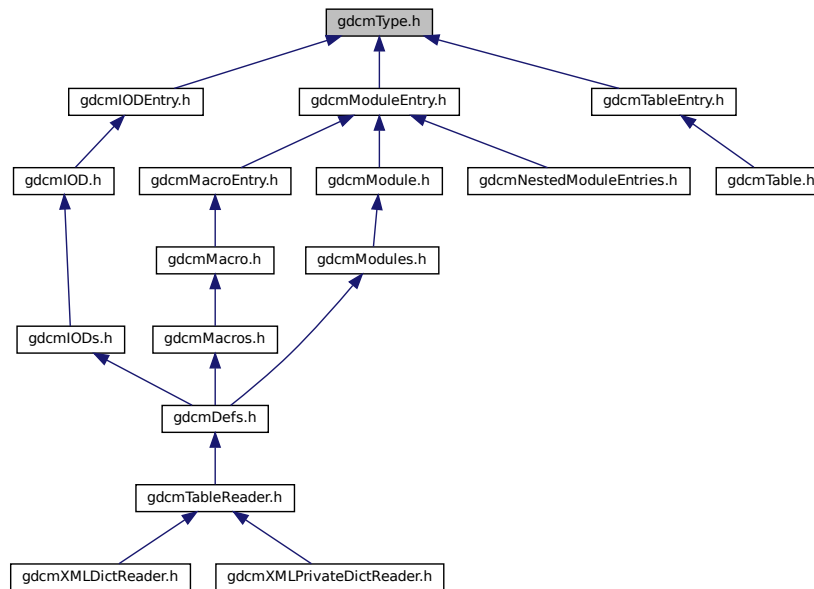 gdcmType.h
gdcmIODEntry.h
gdcmModuleEntry.h
gdcmTableEntry.h
gdcmIOD.h
gdcmMacroEntry.h
gdcmModule.h
gdcmNestedModuleEntries.h
gdcmTable.h
gdcmMacro.h
gdcmModules.h
gdcmIODs.h
gdcmMacros.h
gdcmDefs.h
gdcmTableReader.h
gdcmXMLDictReader.h
gdcmXMLPrivateDictReader.h